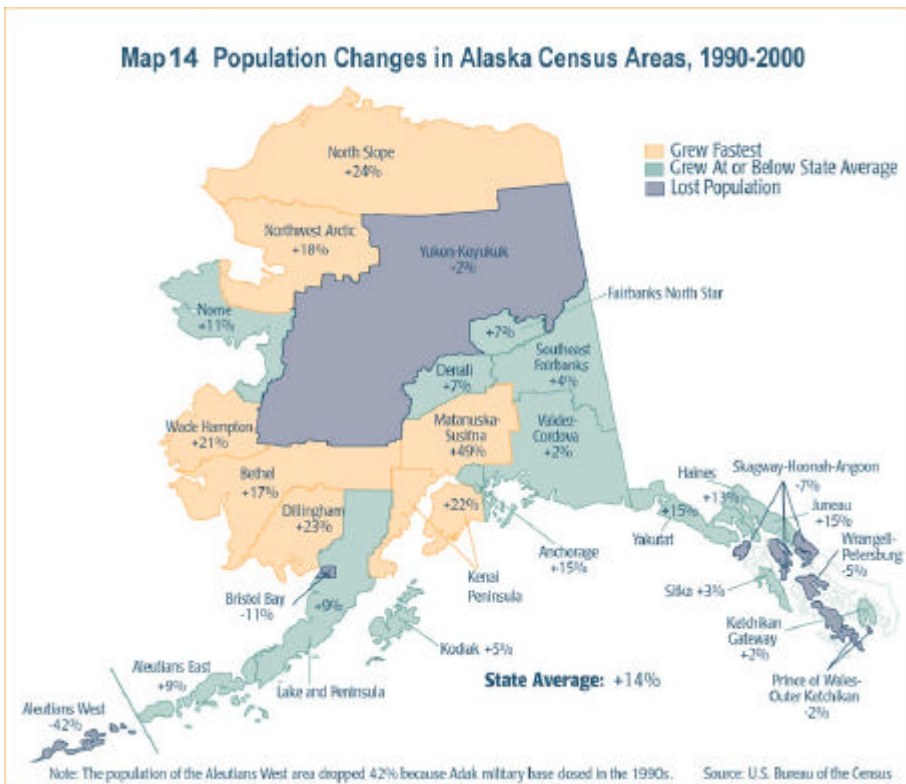 Map 14 Population Changes in Alaska Census Areas, 1990-2000
Grew Fastest
Grew At or Below State Average
Lost Population
North Slope
+24%
Northwest Arctic
+18%
Yukon-Koyukuk
-2%
Nome
+11%
Fairbanks North Star
+7%
Denali
+7%
Southeast
Fairbanks
+4%
Wade Hampton
+21%
Matanuska-
Susitna
+49%
Valdez-
Cordova
+2%
Bethel
+17%
Dillingham
+23%
+22%
Kenai
Peninsula
Anchorage
+15%
Bristol Bay
-11%
+9%
Lake and Peninsula
Kodiak +5%
Aleutians East
+9%
Aleutians West
-42%
Haines
+13%
Skagway-Hoonah-Angoon
-7%
Juneau
+15%
+15%
Yakutat
Wrangell-
Petersburg
-5%
Sitka +3%
Ketchikan
Gateway
+2%
Prince of Wales-
Outer Ketchikan
-2%
State Average: +14%
Note: The population of the Aleutians West area dropped 42% because Adak military base closed in the 1990s.
Source: U.S. Bureau of the Census